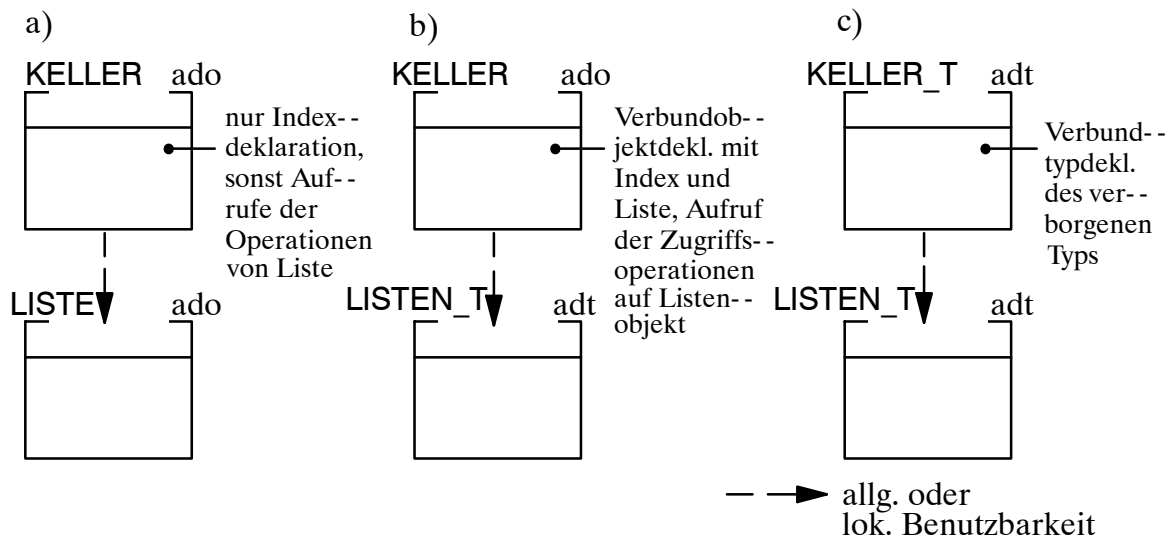 a)
KELLER ado
nur Index--
deklaration,
sonst Auf--
rufe der
Operationen
von Liste
LISTE ado
b)
KELLER ado
Verbundob--
jektdekl. mit
Index und
Liste, Aufruf
der Zugriffs--
operationen
auf Listen--
objekt
LISTEN_T adt
c)
KELLER_T adt
Verbund--
typdekl.
des ver--
borgenen
Typs
LISTEN_T adt
allg. oder
lok. Benutzbarkeit